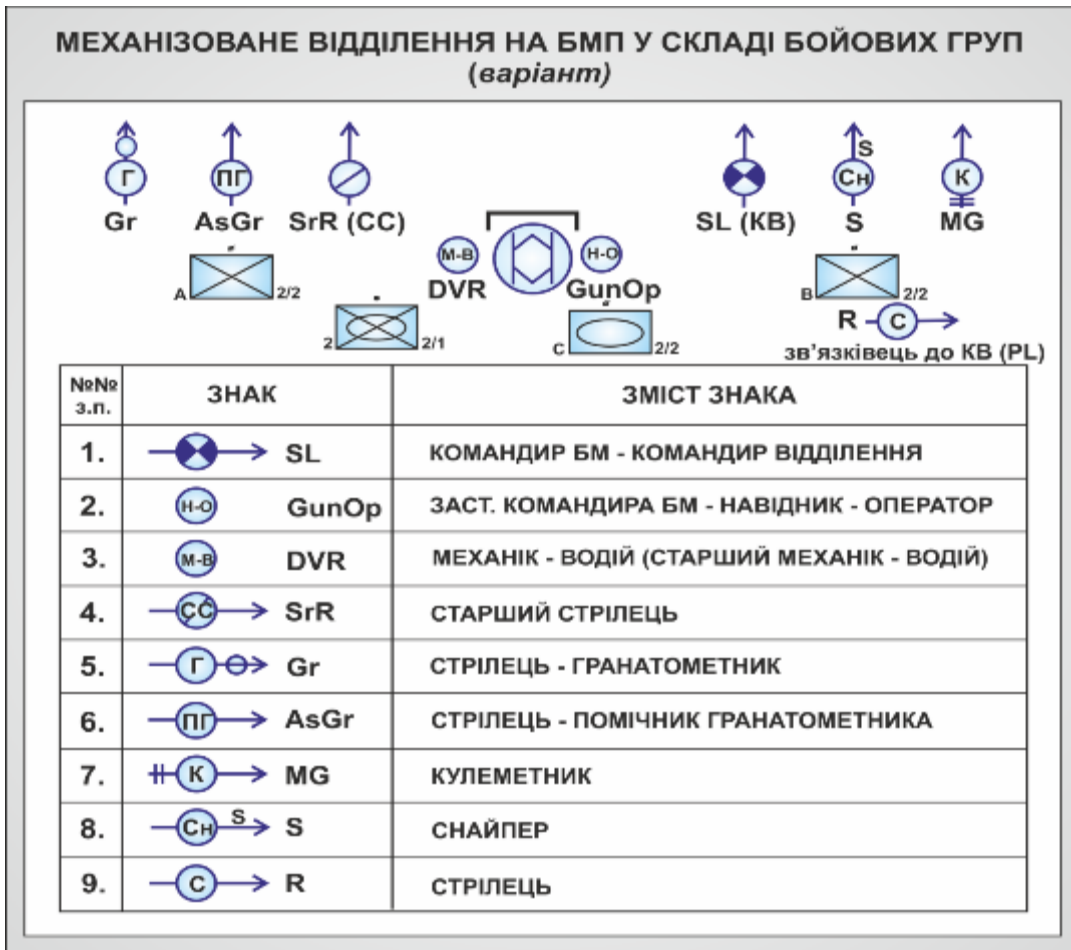 МЕХАНІЗОВАНЕ ВІДДІЛЕННЯ НА БМП У СКЛАДІ БОЙОВИХ ГРУП
(варіант)
Г ПГ S Сн К
Gr AsGr SrR (СС) SL (КВ) S MG
М-В Н-О
DVR GunOp
А 2/2 В 2/2
2 2/1 С 2/2
R С
зв'язківець до КВ (PL)
№№ з.п. ЗНАК ЗМІСТ ЗНАКА
1. SL КОМАНДИР БМ - КОМАНДИР ВІДДІЛЕННЯ
2. Н-О GunOp ЗАСТ. КОМАНДИРА БМ - НАВІДНИК - ОПЕРАТОР
3. М-В DVR МЕХАНІК - ВОДІЙ (СТАРШИЙ МЕХАНІК - ВОДІЙ)
4. СС SrR СТАРШИЙ СТРІЛЕЦЬ
5. Г Gr СТРІЛЕЦЬ - ГРАНАТОМЕТНИК
6. ПГ AsGr СТРІЛЕЦЬ - ПОМІЧНИК ГРАНАТОМЕТНИКА
7. К MG КУЛЕМЕТНИК
8. Сн S S СНАЙПЕР
9. С R СТРІЛЕЦЬ